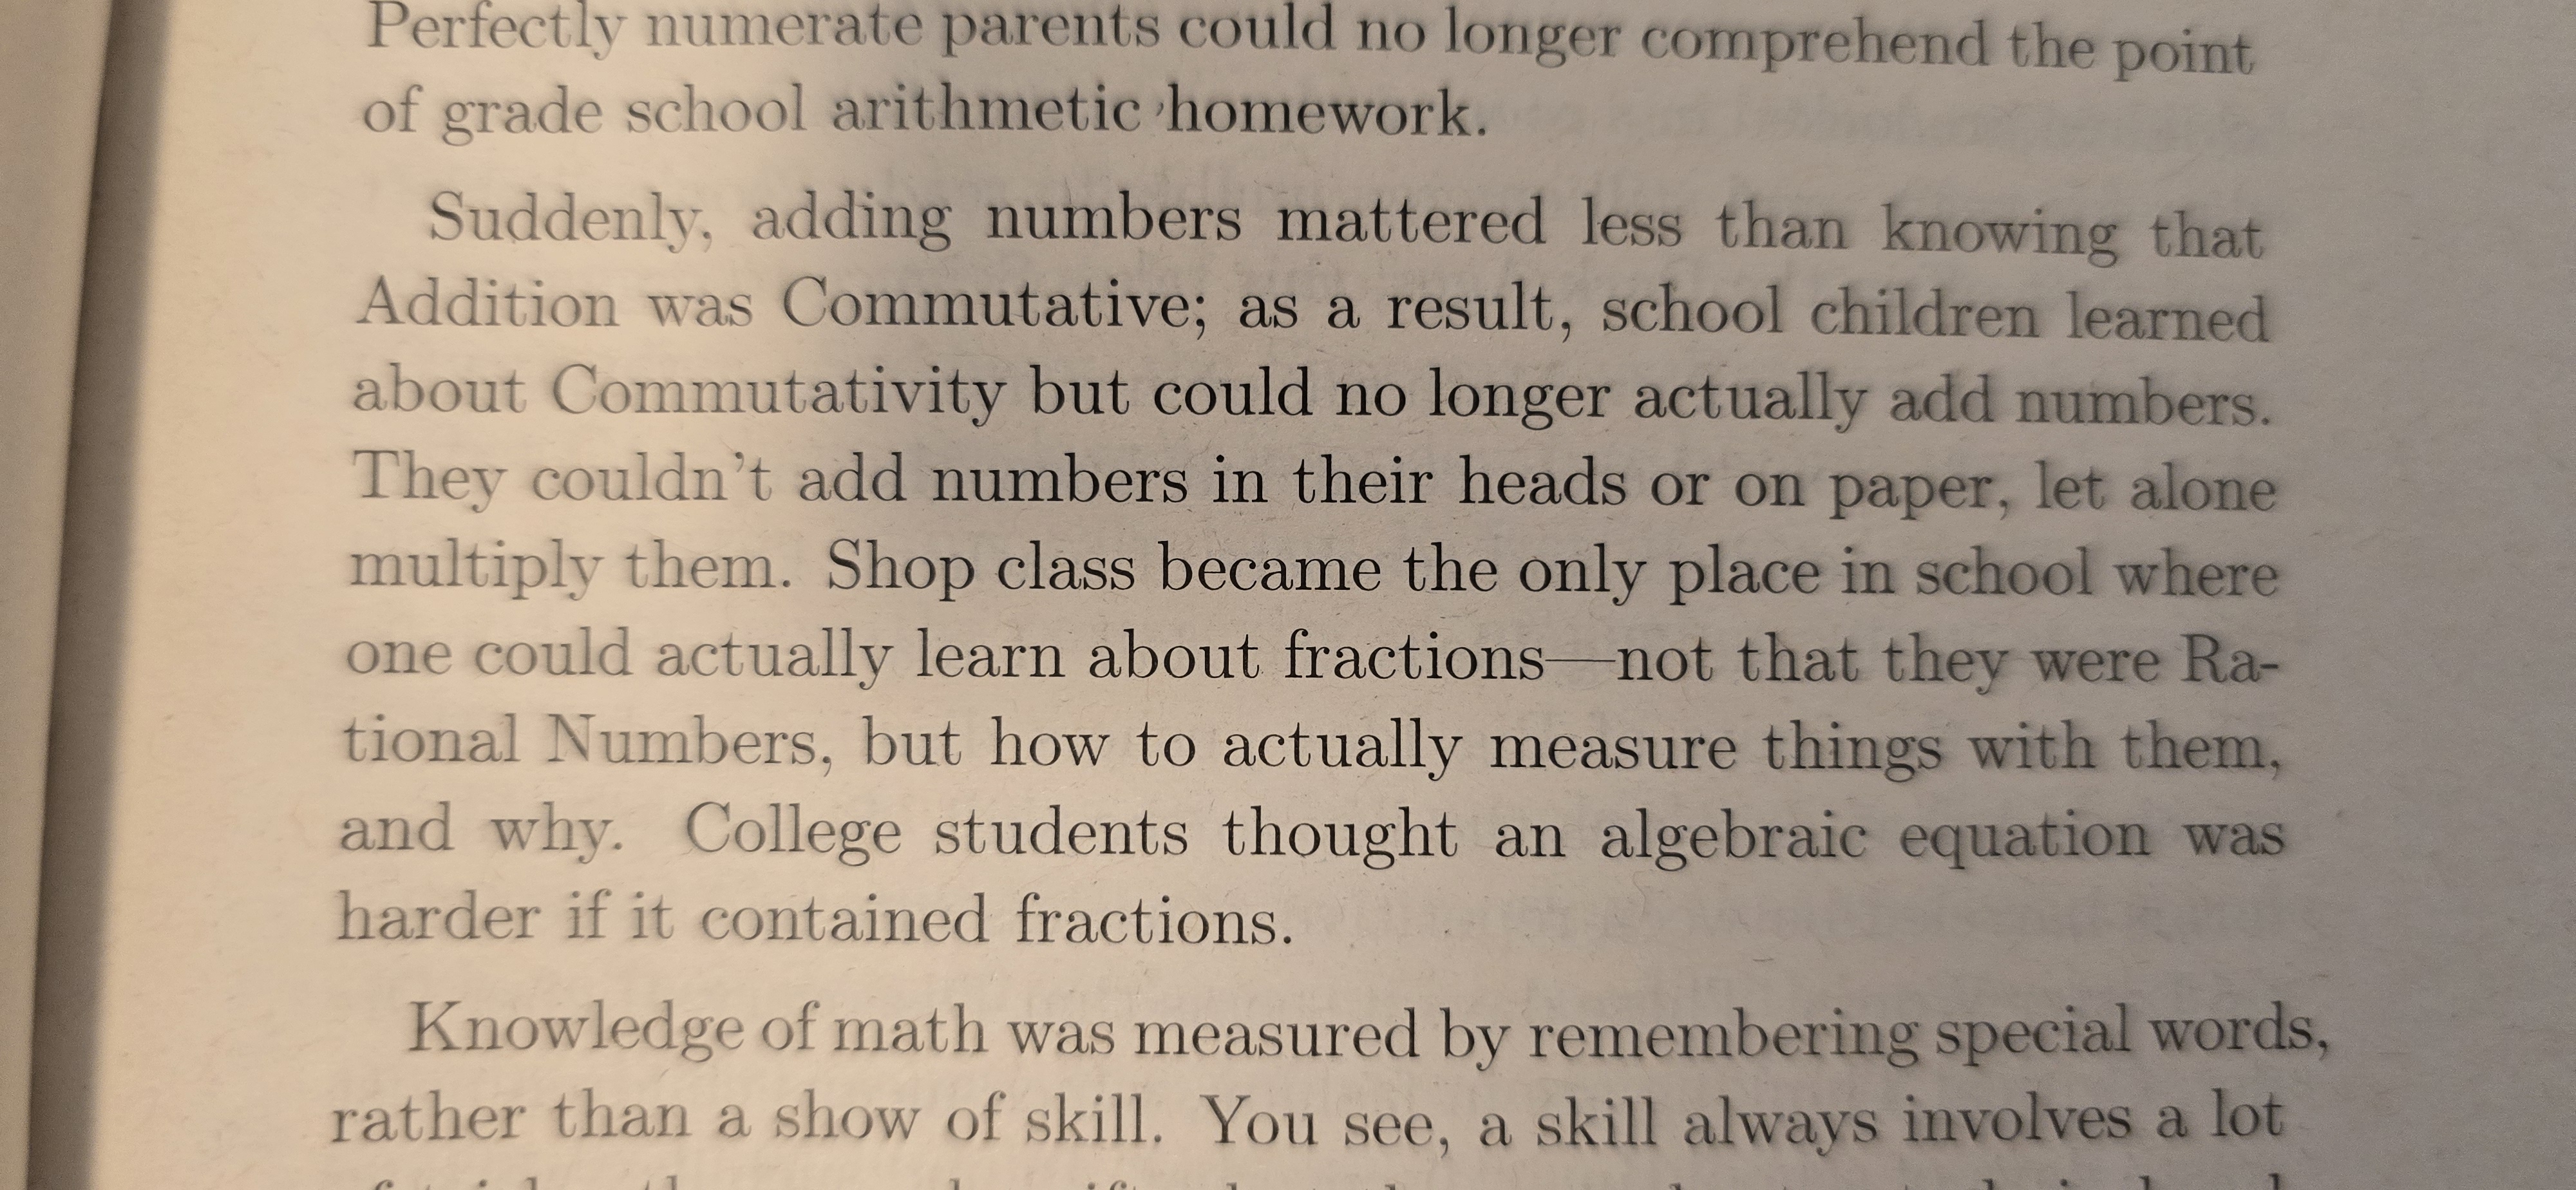 Perfectly numerate parents could no longer comprehend the point
of grade school arithmetic homework.
Suddenly, adding numbers mattered less than knowing that
Addition was Commutative; as a result, school children learned
about Commutativity but could no longer actually add numbers.
They couldn't add numbers in their heads or on paper, let alone
multiply them. Shop class became the only place in school where
one could actually learn about fractions—not that they were Ra-
tional Numbers, but how to actually measure things with them,
and why. College students thought an algebraic equation was
harder if it contained fractions.
Knowledge of math was measured by remembering special words,
rather than a show of skill. You see, a skill always involves a lot